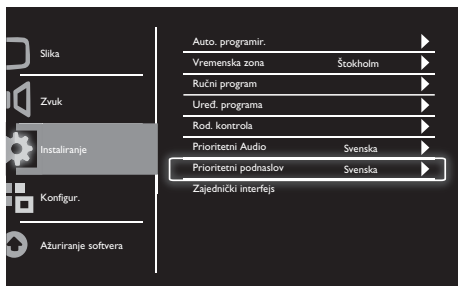 Slika
Zvuk
Instaliranje
Konfigur.
Ažuriranje softvera
Auto. programir.
Vremenska zona Štokholm
Ručni program
Uređ. programa
Rod. kontrola
Prioritetni Audio Svenska
Prioritetni podnaslov Svenska
Zajednički interfejs